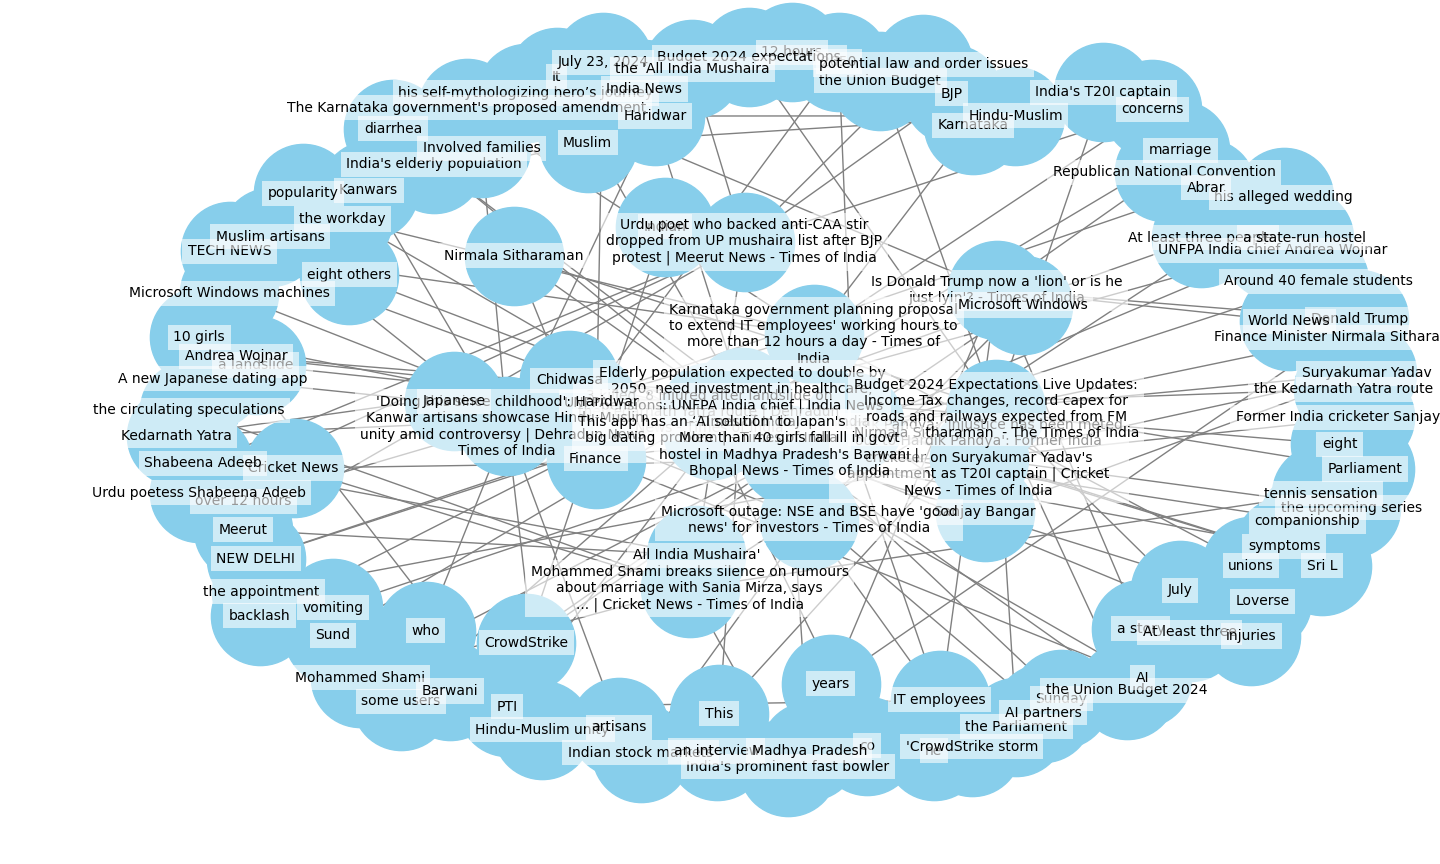 12 hours
July 23, 2024
Budget 2024 expectations
the 'All India Mushaira
It
potential law and order issues
the Union Budget
India News
his self-mythologizing hero's journey
BJP
India's T20I captain
The Karnataka government's proposed amendment
Haridwar
Hindu-Muslim
concerns
Karnataka
diarrhea
Muslim
Involved families
India's elderly population
marriage
Republican National Convention
Abrar
his alleged wedding
popularity
Kanwars
the workday
Muslim artisans
TECH NEWS
Nirmala Sitharaman
Urdu poet who backed anti-CAA stir
dropped from UP mushaira list after BJP
protest | Meerut News - Times of India
At least three
state-run hostel
UNFPA India chief Andrea Wojnar
eight others
Is Donald Trump now a 'lion' or is he
just lyin'? - Times of India
Microsoft Windows
Around 40 female students
Microsoft Windows machines
Karnataka government planning proposal
to extend IT employees' working hours to
more than 12 hours a day - Times of
India
World News
Donald Trump
Finance Minister Nirmala Sithara
10 girls
Andrea Wojnar
a landslide
A new Japanese dating app
Chidwasa
Elderly population expected to double by
2050, need investment in healthcare,
: UNFPA India chief | India News
Suryakumar Yadav
the Kedarnath Yatra route
Budget 2024 Expectations Live Updates:
Income Tax changes, record capex for
roads and railways expected from FM
Nirmala Sitharaman - The Times of India
'Doing since childhood': Haridwar
Kanwar artisans showcase Hindu-Muslim
unity amid controversy | Dehradun News
Times of India
Japanese
injured after landslide on
This app has an 'AI solution' to Japan's
big dating problem
the circulating speculations
Former India cricketer Sanjay
Kedarnath Yatra
More than 40 girls fall ill in govt
hostel in Madhya Pradesh's Barwani |
Bhopal News - Times of India
Pandya': Former India
cricketer on Suryakumar Yadav's
appointment as T20I captain | Cricket
News - Times of India
eight
Finance
Shabeena Adeeb
Cricket News
Parliament
Urdu poetess Shabeena Adeeb
over 12 hours
tennis sensation
the upcoming series
Microsoft outage: NSE and BSE have 'good
news' for investors - Times of India
Sanjay Bangar
companionship
Meerut
symptoms
NEW DELHI
All India Mushaira'
Mohammed Shami breaks silence on rumours
about marriage with Sania Mirza, says
... | Cricket News - Times of India
unions
Sri L
the appointment
July
Loverse
vomiting
backlash
Sund
who
CrowdStrike
a story
At least three
injuries
Mohammed Shami
Barwani
some users
years
AI
the Union Budget 2024
IT employees
Sunday
PTI
This
AI partners
Hindu-Muslim unity
artisans
the Parliament
Indian stock markets
an interview
Madhya Pradesh
co
'CrowdStrike storm
he
India's prominent fast bowler